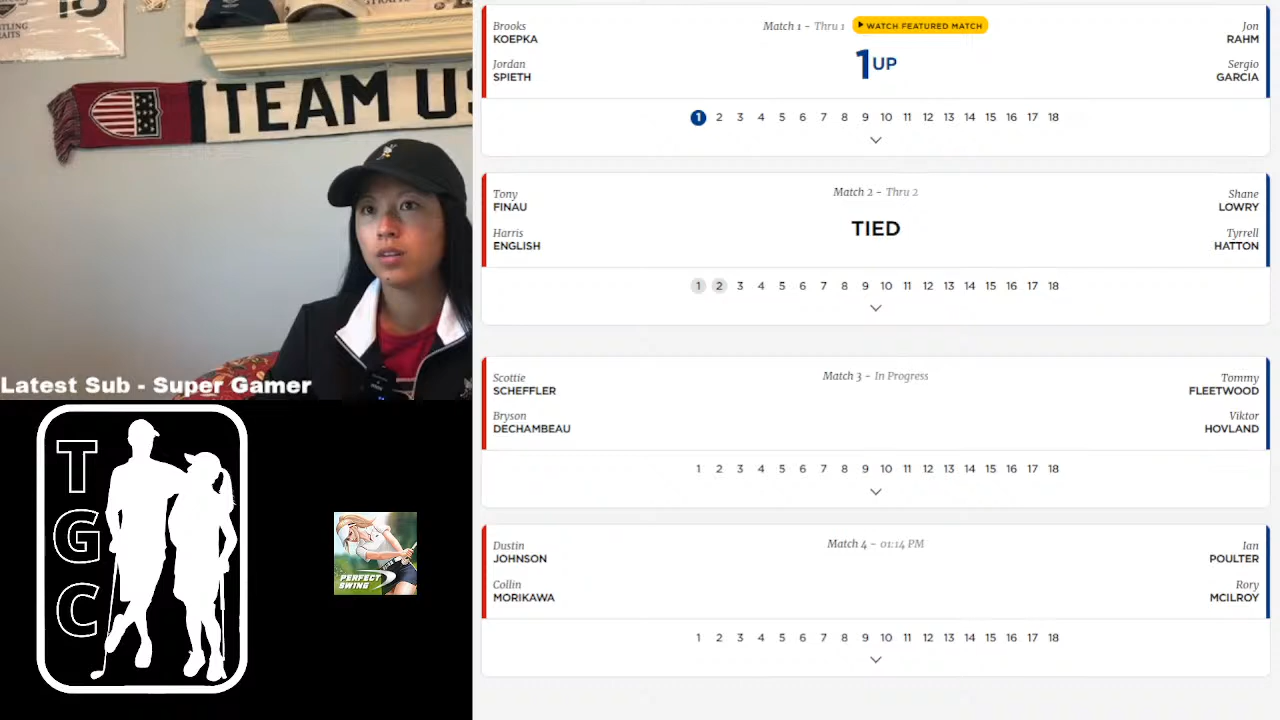 TEAM US
Latest Sub - Super Gamer
T
G
C
PERFECT
SWING
Brooks
KOEPKA
Jordan
SPIETH
Match 1 - Thru 1
WATCH FEATURED MATCH
1 UP
Jon
RAHM
Sergio
GARCIA
1 2 3 4 5 6 7 8 9 10 11 12 13 14 15 16 17 18
Tony
FINAU
Harris
ENGLISH
Match 2 - Thru 2
TIED
Shane
LOWRY
Tyrrell
HATTON
1 2 3 4 5 6 7 8 9 10 11 12 13 14 15 16 17 18
Scottie
SCHEFFLER
Bryson
DECHAMBEAU
Match 3 - In Progress
Tommy
FLEETWOOD
Viktor
HOVLAND
1 2 3 4 5 6 7 8 9 10 11 12 13 14 15 16 17 18
Dustin
JOHNSON
Collin
MORIKAWA
Match 4 - 01:14 PM
Ian
POULTER
Rory
MCILROY
1 2 3 4 5 6 7 8 9 10 11 12 13 14 15 16 17 18